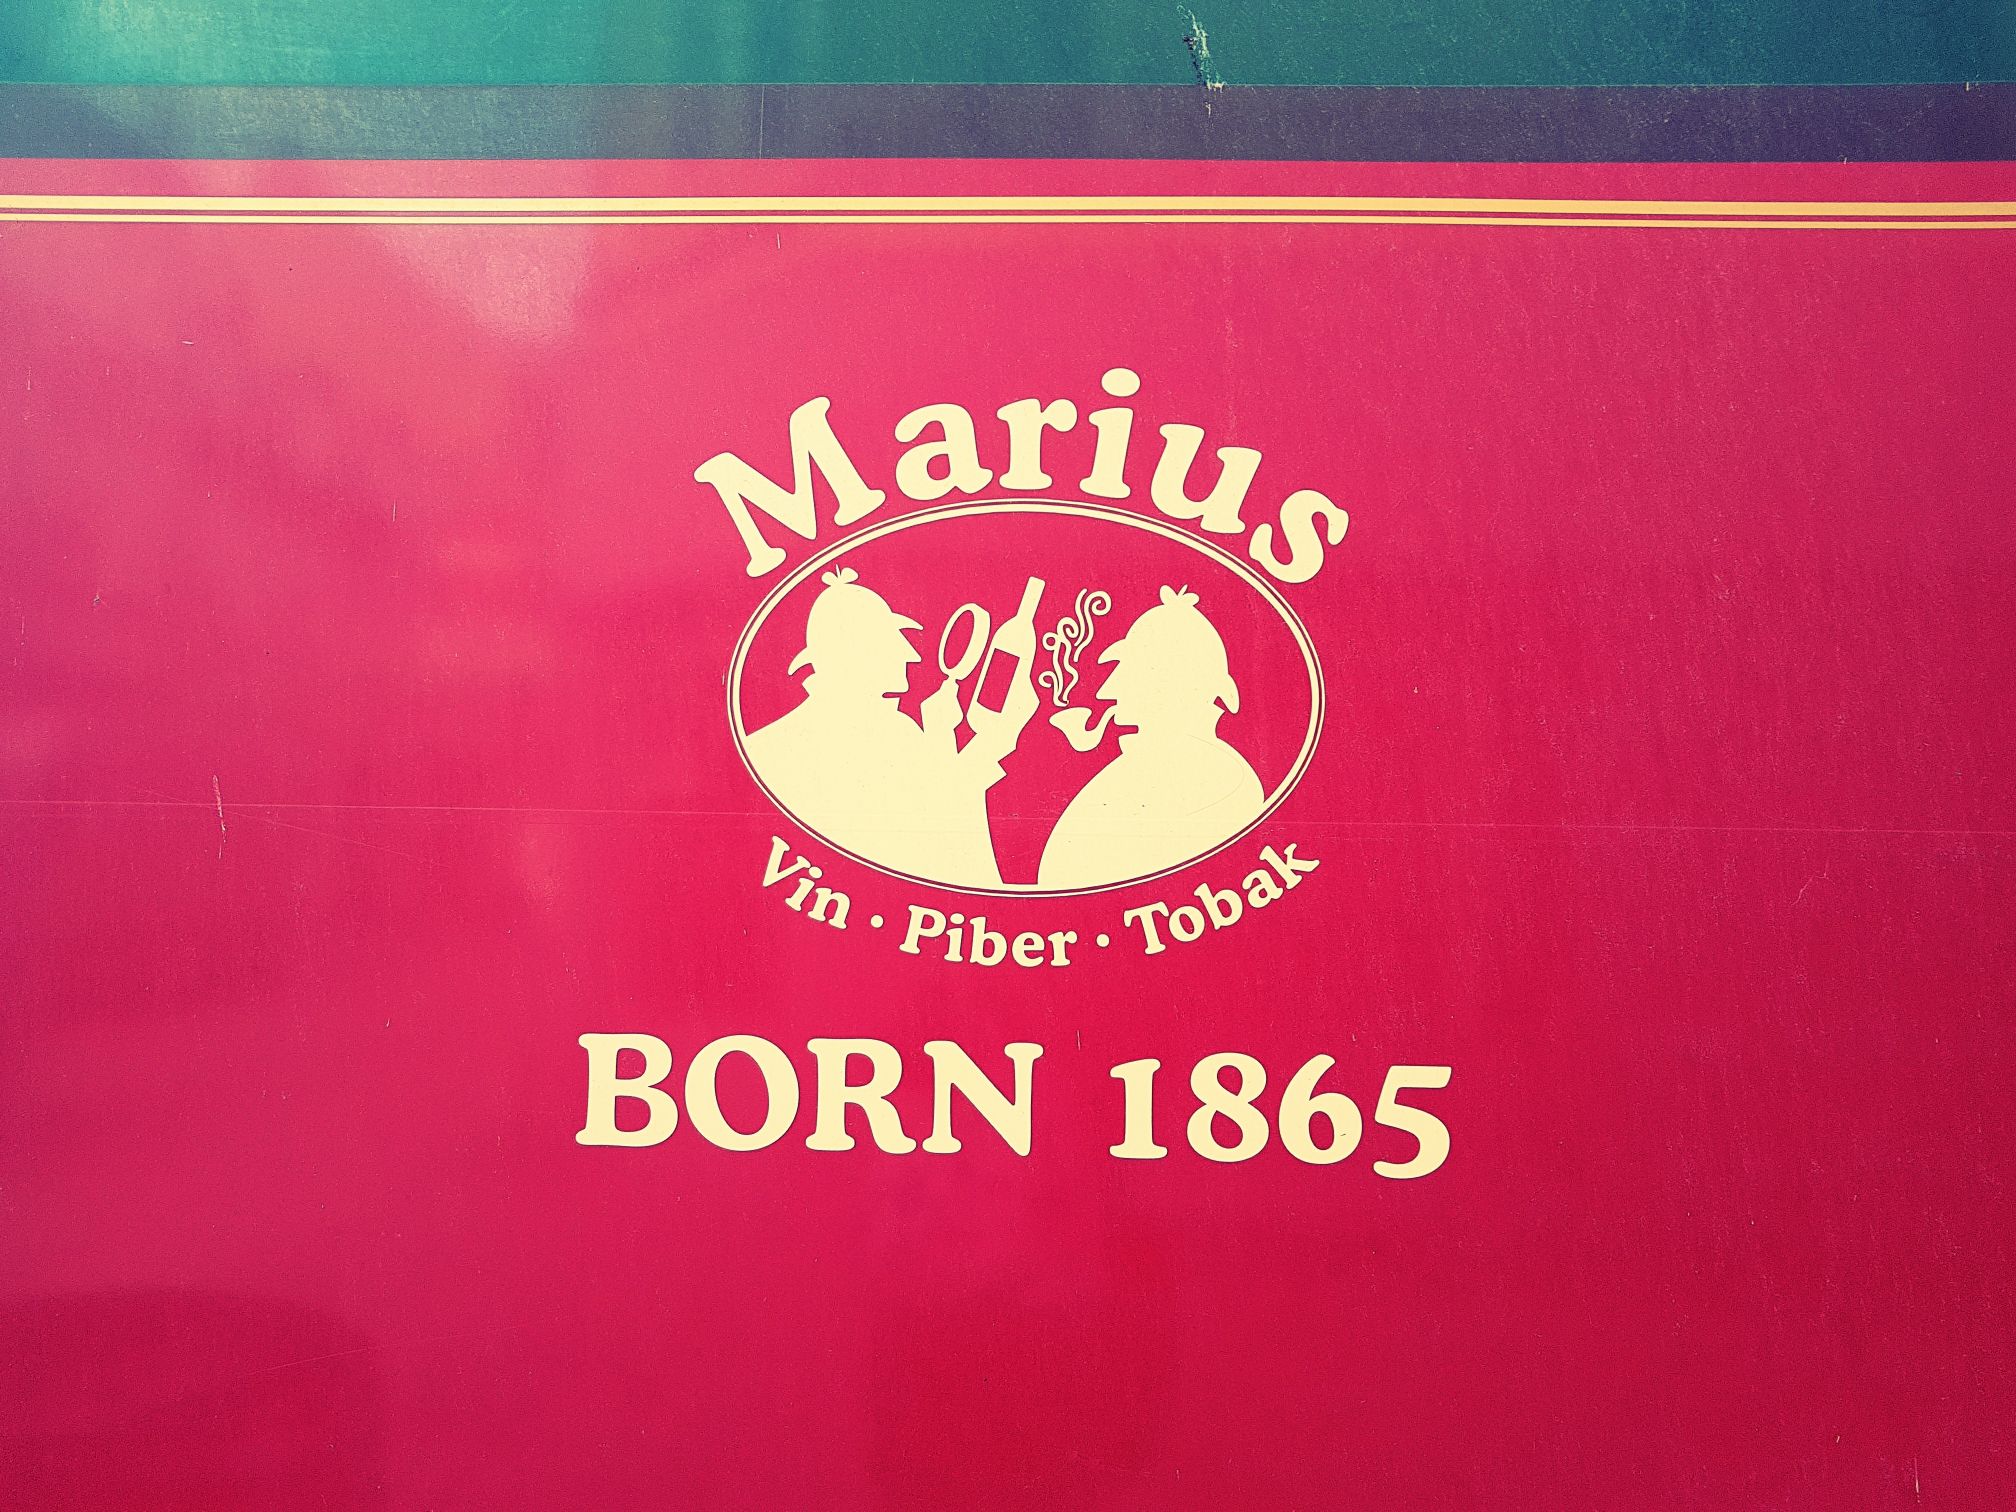 Marius
Vin · Piber · Tobak
BORN 1865